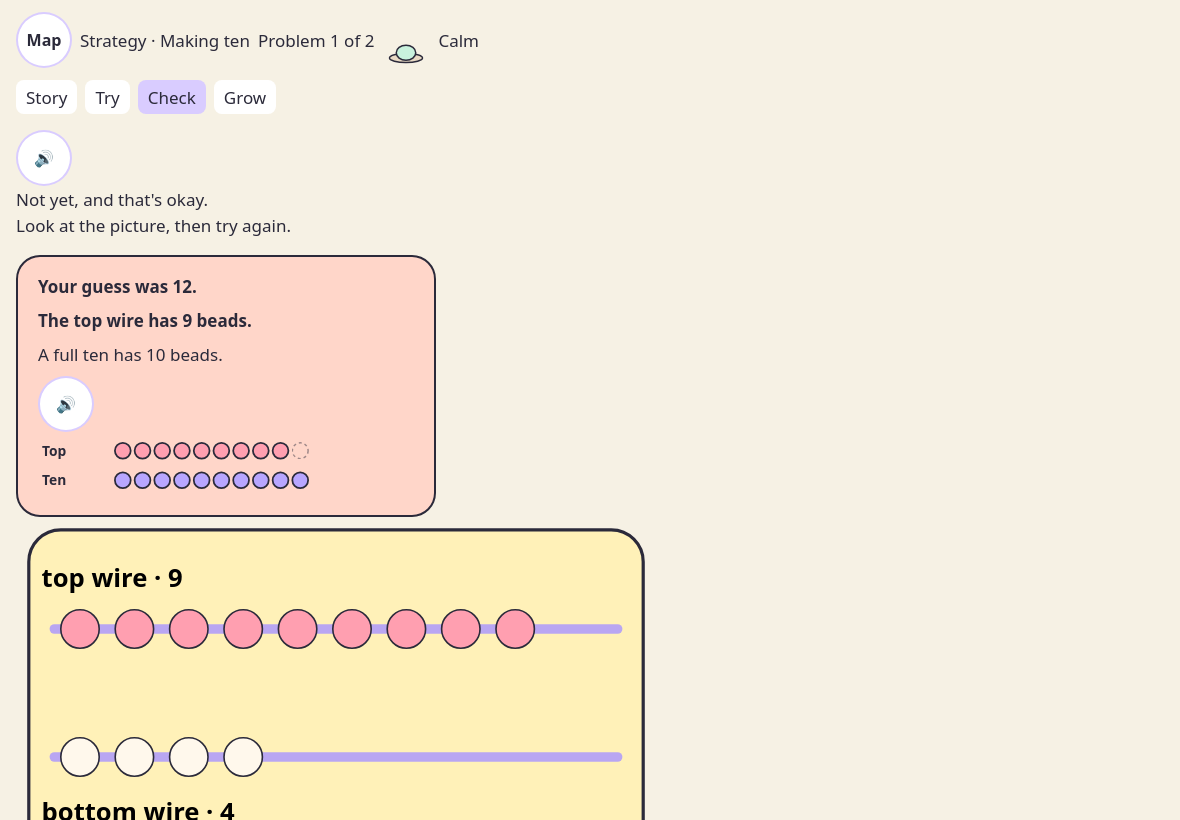 Map Strategy · Making ten Problem 1 of 2 Calm
Story Try Check Grow
Not yet, and that's okay.
Look at the picture, then try again.
Your guess was 12.
The top wire has 9 beads.
A full ten has 10 beads.
Top
Ten
top wire · 9
bottom wire · 4